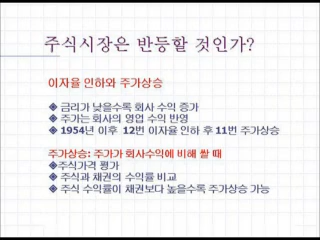 주식시장은 반등할 것인가?
이자율 인하와 주가상승
◈ 금리가 낮을수록 회사 수익 증가
◈ 주가는 회사의 영업 수익 반영
◈ 1954년 이후 12번 이자율 인하 후 11번 주가상승
주가상승: 주가가 회사수익에 비해 쌀 때
◈주식가격 평가
◈ 주식과 채권의 수익률 비교
◈ 주식 수익률이 채권보다 높을수록 주가상승 가능